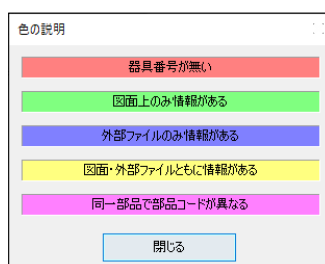 色の説明
器具番号が無い
図面上のみ情報がある
外部ファイルのみ情報がある
図面・外部ファイルともに情報がある
同一部品で部品コードが異なる
閉じる